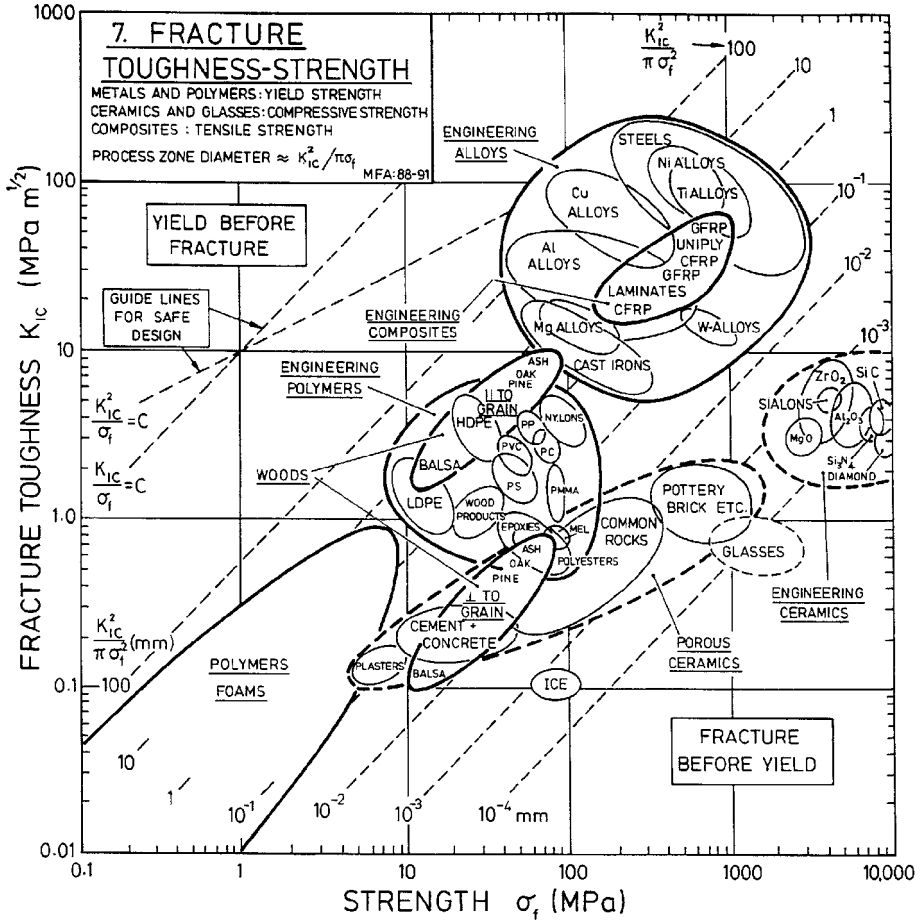 7. FRACTURE
TOUGHNESS-STRENGTH
METALS AND POLYMERS: YIELD STRENGTH
CERAMICS AND GLASSES: COMPRESSIVE STRENGTH
COMPOSITES : TENSILE STRENGTH
PROCESS ZONE DIAMETER ≈ K²IC/πσf
MFA: 88-91
K²IC/πσ²f
100
10
1
10⁻¹
10⁻²
10⁻³
1000
100
10
1.0
0.1
0.01
FRACTURE TOUGHNESS KIC (MPa m1/2)
YIELD BEFORE
FRACTURE
GUIDE LINES
FOR SAFE
DESIGN
K²IC/σf = C
K²IC/σf = C
ENGINEERING
ALLOYS
STEELS
Ni ALLOYS
Ti ALLOYS
Cu
ALLOYS
Al
ALLOYS
GFRP
UNIPLY
CFRP
GFRP
LAMINATES
CFRP
ENGINEERING
COMPOSITES
Mg ALLOYS
W-ALLOYS
CAST IRONS
ENGINEERING
POLYMERS
ASH
OAK
PINE
|| TO
GRAIN
HDPE
PP
NYLONS
PVC
PC
BALSA
WOODS
LDPE
PS
PMMA
WOOD
PRODUCTS
EPOXIES
MEL
POLYESTERS
ASH
OAK
PINE
⊥ TO
GRAIN
CEMENT +
CONCRETE
PLASTERS
BALSA
ICE
COMMON
ROCKS
POTTERY
BRICK ETC.
GLASSES
POROUS
CERAMICS
ZrO₂
SiC
SIALONS
Al₂O₃
MgO
Si₃N₄
DIAMOND
ENGINEERING
CERAMICS
POLYMERS
FOAMS
K²IC/πσ²f (mm)
100
10
1
10⁻¹
10⁻²
10⁻³
10⁻⁴ mm
FRACTURE
BEFORE YIELD
0.1
1
10
100
1000
10,000
STRENGTH σf (MPa)